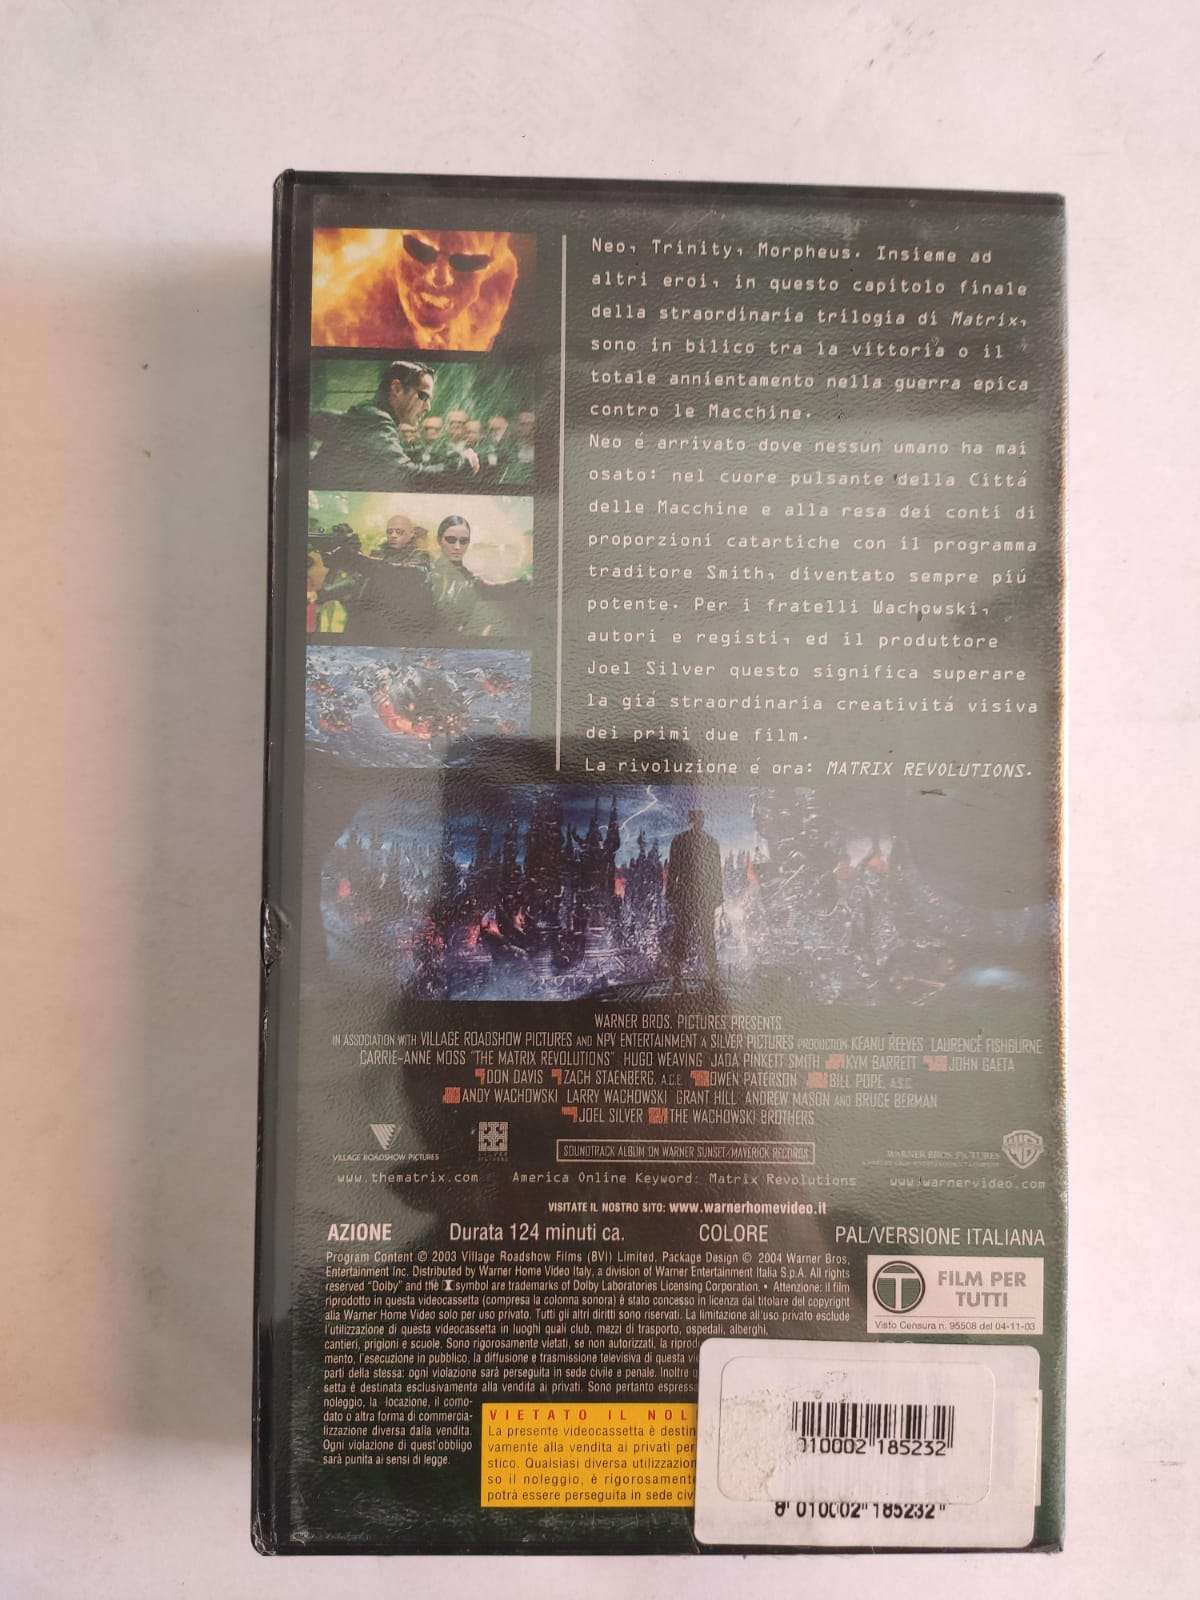 Neo, Trinity, Morpheus. Insieme ad
altri eroi, in questo capitolo finale
della straordinaria trilogia di Matrix,
sono in bilico tra la vittoria o il
totale annientamento nella guerra epica
contro le Macchine.
Neo é arrivato dove nessun umano ha mai
osato: nel cuore pulsante della Cittá
delle Macchine e alla resa dei conti di
proporzioni catartiche con il programma
traditore Smith, diventato sempre piú
potente. Per i fratelli Wachowski,
autori e registi, ed il produttore
Joel Silver questo significa superare
la giá straordinaria creativitá visiva
dei primi due film.
La rivoluzione é ora: MATRIX REVOLUTIONS.
WARNER BROS. PICTURES PRESENTS
IN ASSOCIATION WITH VILLAGE ROADSHOW PICTURES AND NPV ENTERTAINMENT A SILVER PICTURES PRODUCTION KEANU REEVES LAURENCE FISHBURNE
CARRIE-ANNE MOSS "THE MATRIX REVOLUTIONS" HUGO WEAVING JADA PINKETT SMITH KYM BARRETT JOHN GAETA
DON DAVIS ZACH STAENBERG, A.C.E. OWEN PATERSON BILL POPE, A.S.C.
ANDY WACHOWSKI LARRY WACHOWSKI GRANT HILL ANDREW MASON AND BRUCE BERMAN
JOEL SILVER THE WACHOWSKI BROTHERS
VILLAGE ROADSHOW PICTURES
SOUNDTRACK ALBUM ON WARNER SUNSET/MAVERICK RECORDS
WARNER BROS. PICTURES
www.thematrix.com America Online Keyword: Matrix Revolutions www.warnervideo.com
VISITATE IL NOSTRO SITO: www.warnerhomevideo.it
AZIONE Durata 124 minuti ca. COLORE PAL/VERSIONE ITALIANA
Program Content © 2003 Village Roadshow Films (BVI) Limited, Package Design © 2004 Warner Bros.
Entertainment Inc. Distributed by Warner Home Video Italy, a division of Warner Entertainment Italia S.p.A. All rights
reserved "Dolby" and the symbol are trademarks of Dolby Laboratories Licensing Corporation. • Attenzione: il film
riprodotto in questa videocassetta (compresa la colonna sonora) è stato concesso in licenza dal titolare del copyright
alla Warner Home Video solo per uso privato. Tutti gli altri diritti sono riservati. La limitazione all'uso privato esclude
l'utilizzazione di questa videocassetta in luoghi quali club, mezzi di trasporto, ospedali, alberghi,
cantieri, prigioni e scuole. Sono rigorosamente vietati, se non autorizzati, la riprod
mento, l'esecuzione in pubblico, la diffusione e trasmissione televisiva di questa vi
parti della stessa: ogni violazione sarà perseguita in sede civile e penale. Inoltre
setta è destinata esclusivamente alla vendita ai privati. Sono pertanto espressa
noleggio, la locazione, il como-
dato o altra forma di commercia-
lizzazione diversa dalla vendita.
Ogni violazione di quest'obbligo
sarà punita ai sensi di legge.
T FILM PER
TUTTI
Visto Censura n. 95508 del 04-11-03
VIETATO IL NOL
La presente videocassetta è destin
vamente alla vendita ai privati per
stico. Qualsiasi diversa utilizzazion
so il noleggio, è rigorosament
potrà essere perseguita in sede civ
010002 185232
8 010002 185232